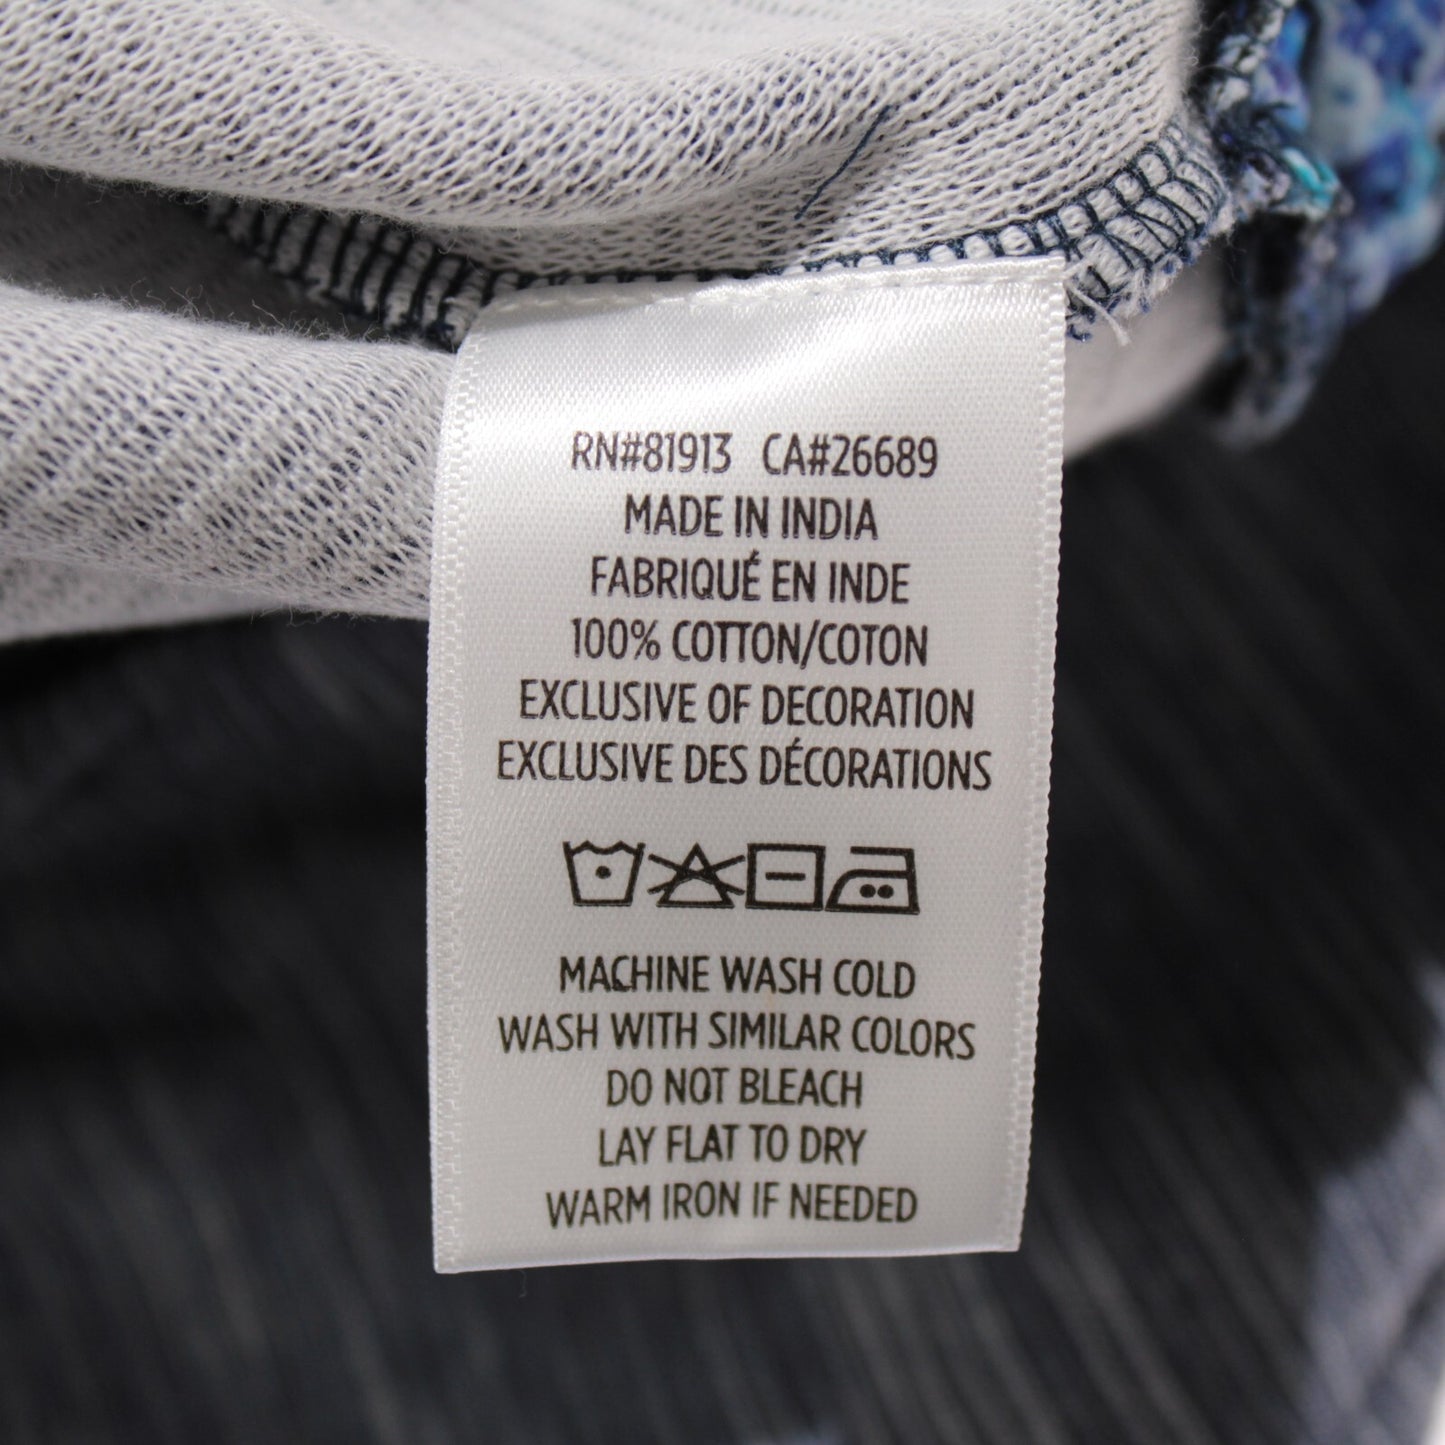 RN#81913 CA#26689
MADE IN INDIA
FABRIQUÉ EN INDE
100% COTTON/COTON
EXCLUSIVE OF DECORATION
EXCLUSIVE DES DÉCORATIONS
MACHINE WASH COLD
WASH WITH SIMILAR COLORS
DO NOT BLEACH
LAY FLAT TO DRY
WARM IRON IF NEEDED